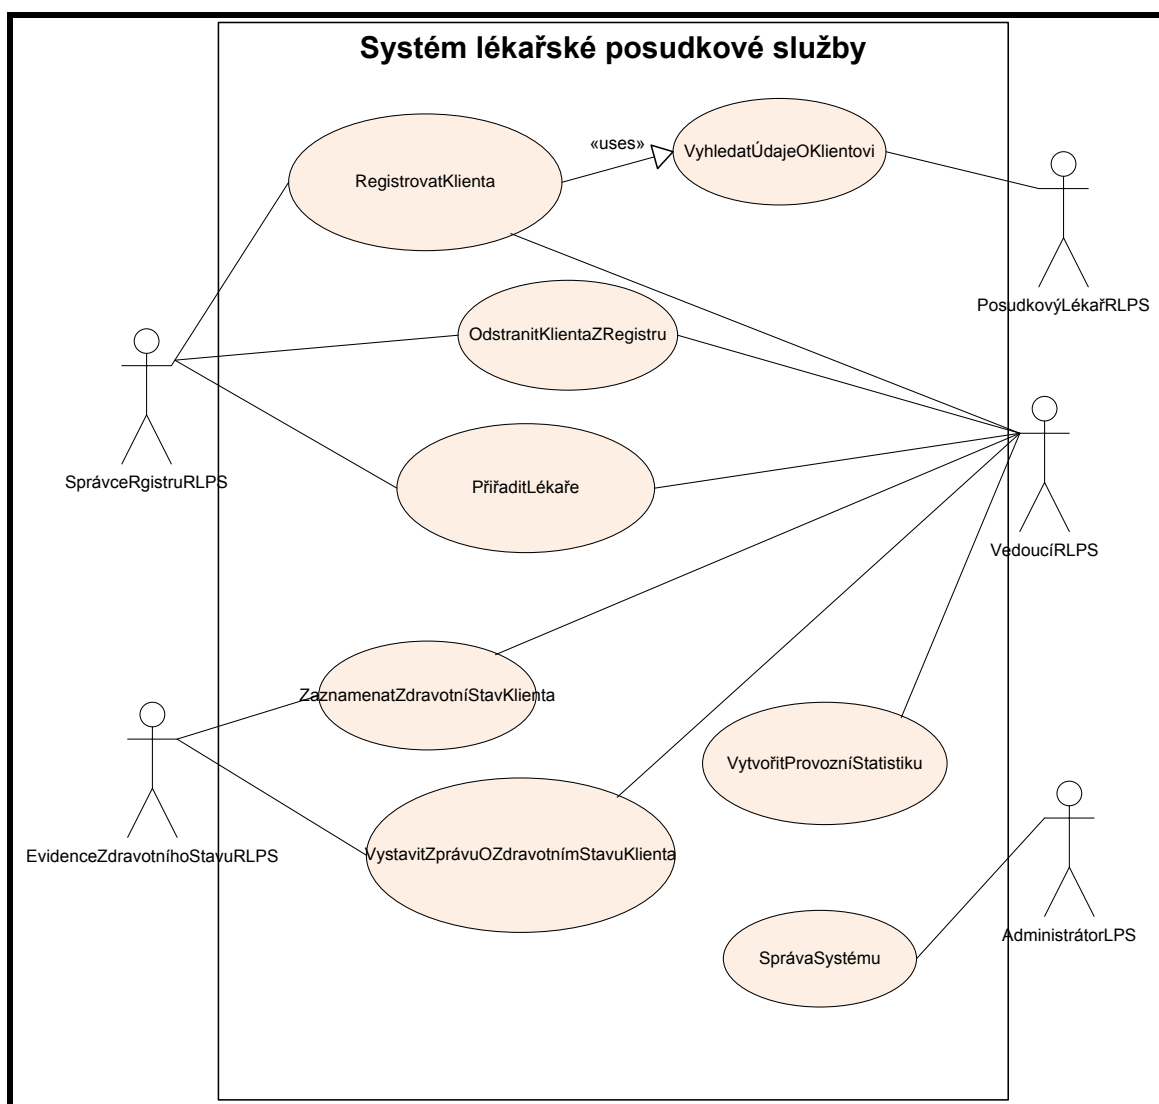 Systém lékařské posudkové služby
«uses»
VyhledatÚdajeOKlientovi
RegistrovatKlienta
PosudkovýLékařRLPS
OdstranitKlientaZRegistru
SprávceRgistruRLPS
PřiřaditLékaře
VedoucíRLPS
ZaznamenatZdravotníStavKlienta
VytvořitProvozníStatistiku
EvidenceZdravotníhoStavuRLPS
VystavitZprávuOZdravotnímStavuKlienta
AdministrátorLPS
SprávaSystému